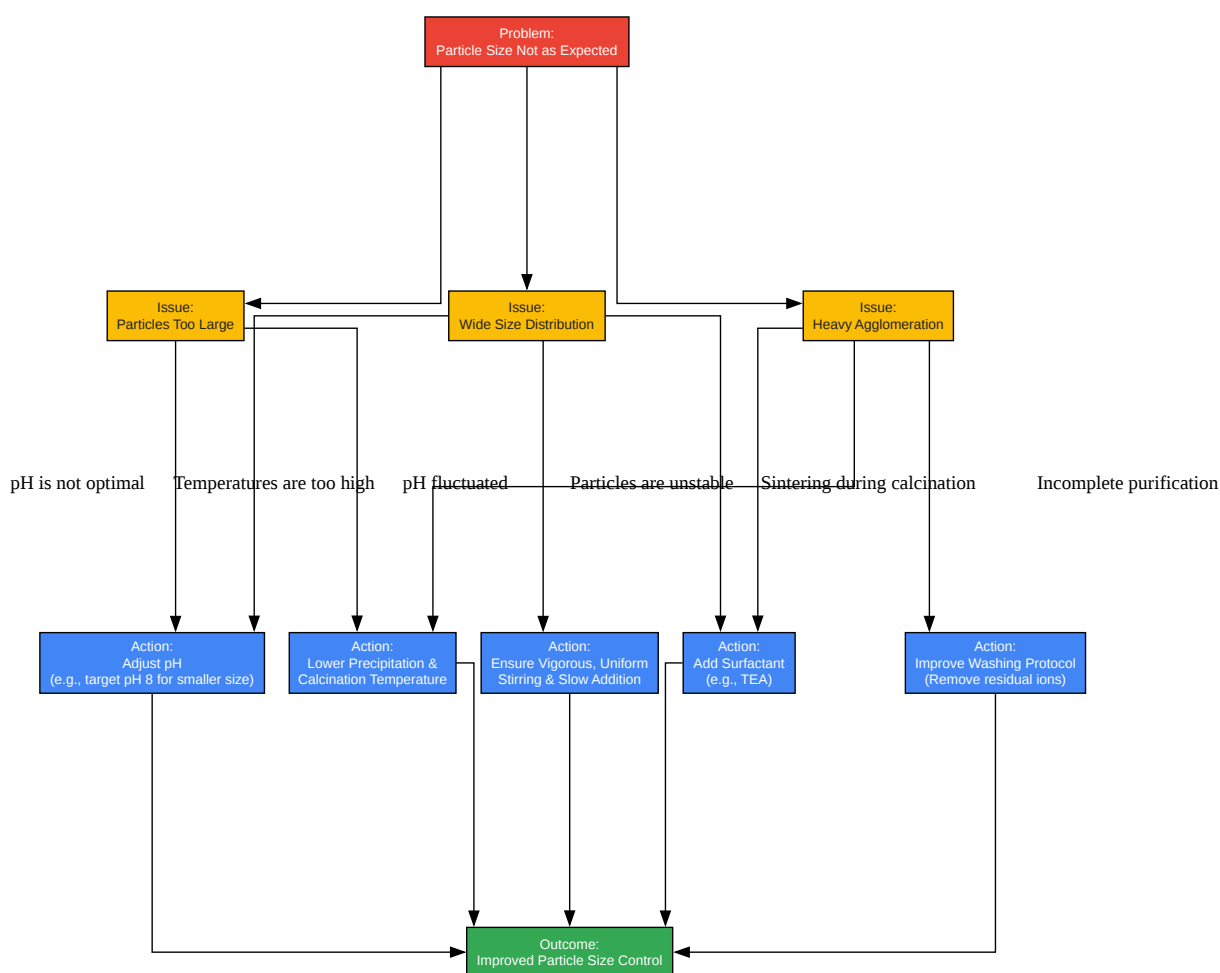 Problem:
Particle Size Not as Expected
Issue:
Particles Too Large
Issue:
Wide Size Distribution
Issue:
Heavy Agglomeration
pH is not optimal
Temperatures are too high
pH fluctuated
Particles are unstable
Sintering during calcination
Incomplete purification
Action:
Adjust pH
(e.g., target pH 8 for smaller size)
Action:
Lower Precipitation &
Calcination Temperature
Action:
Ensure Vigorous, Uniform
Stirring & Slow Addition
Action:
Add Surfactant
(e.g., TEA)
Action:
Improve Washing Protocol
(Remove residual ions)
Outcome:
Improved Particle Size Control